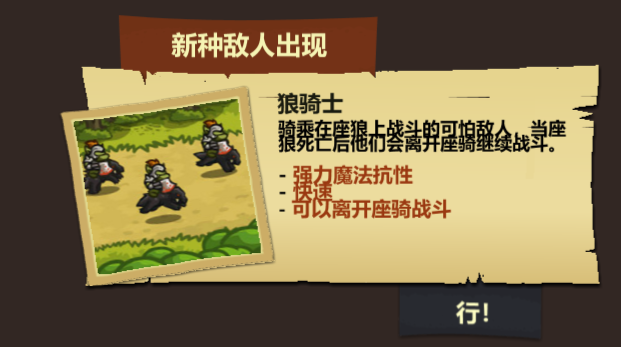 新种敌人出现
狼骑士
骑乘在座狼上战斗的可怕敌人，当座
狼死亡后他们会离开座骑继续战斗。
- 强力魔法抗性
- 快速
- 可以离开座骑战斗
行!